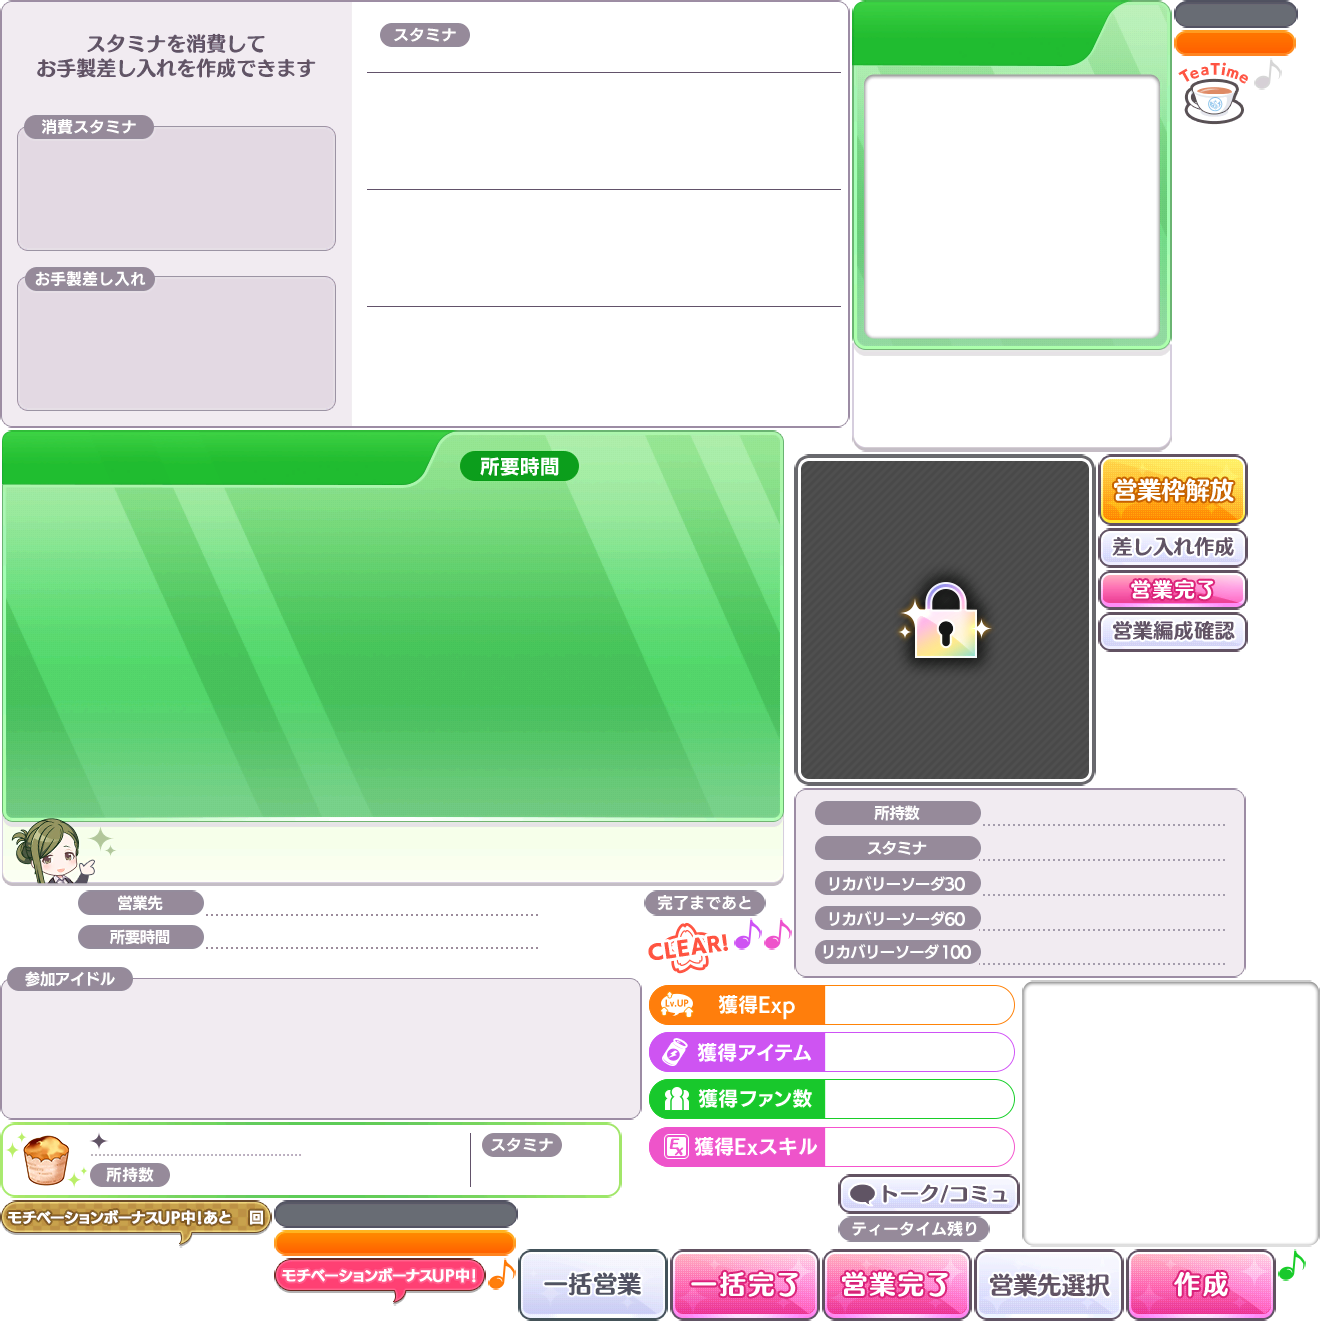 スタミナを消費して
お手製差し入れを作成できます
消費スタミナ
お手製差し入れ
スタミナ
TeaTime
所要時間
営業枠解放
差し入れ作成
営業完了
営業編成確認
所持数
スタミナ
リカバリーソーダ30
リカバリーソーダ60
リカバリーソーダ100
営業先
所要時間
完了まであと
CLEAR!
参加アイドル
Lv.UP 獲得Exp
獲得アイテム
獲得ファン数
Ex 獲得Exスキル
スタミナ
所持数
トーク/コミュ
ティータイム残り
モチベーションボーナスUP中!あと 回
モチベーションボーナスUP中!
一括営業
一括完了
営業完了
営業先選択
作成